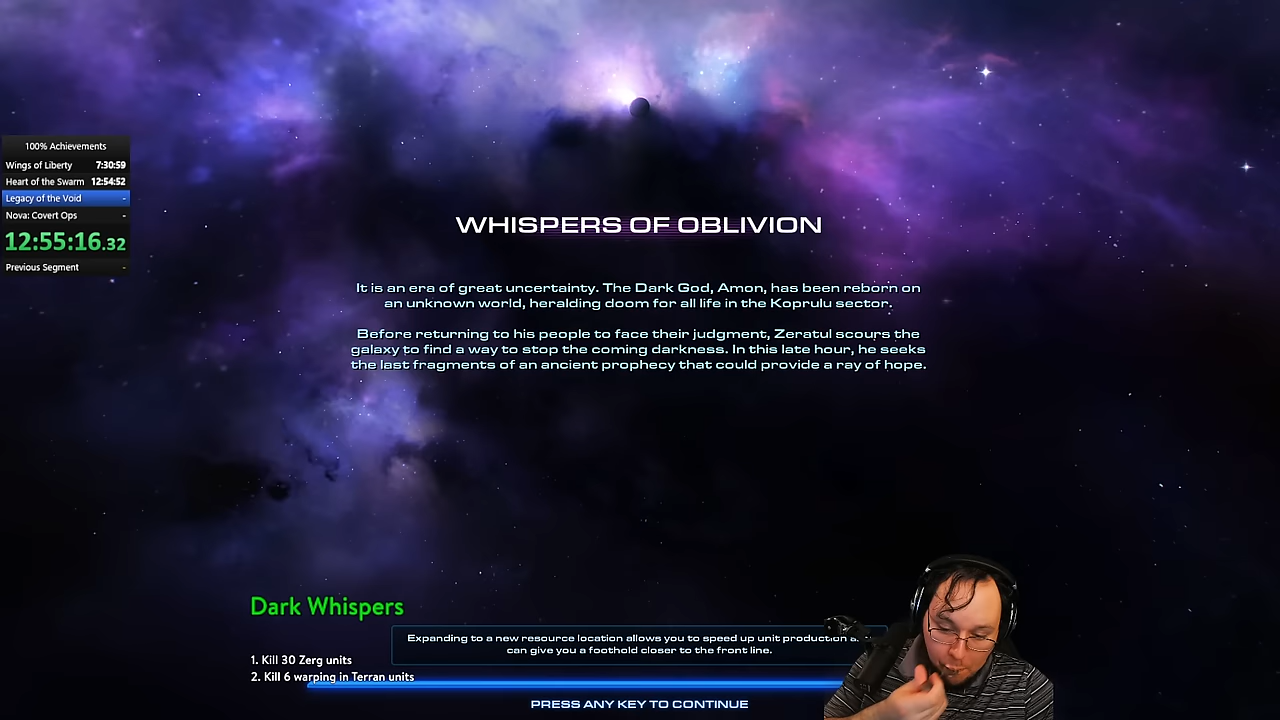 100% Achievements
Wings of Liberty 7:30:59
Heart of the Swarm 12:54:52
Legacy of the Void -
Nova: Covert Ops -
12:55:16.32
Previous Segment -
WHISPERS OF OBLIVION
It is an era of great uncertainty. The Dark God, Amon, has been reborn on
an unknown world, heralding doom for all life in the Koprulu sector.
Before returning to his people to face their judgment, Zeratul scours the
galaxy to find a way to stop the coming darkness. In this late hour, he seeks
the last fragments of an ancient prophecy that could provide a ray of hope.
Dark Whispers
Expanding to a new resource location allows you to speed up unit production
can give you a foothold closer to the front line.
1. Kill 30 Zerg units
2. Kill 6 warping in Terran units
PRESS ANY KEY TO CONTINUE